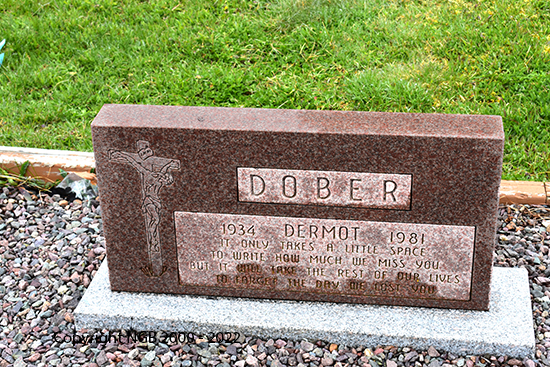 DOBER
1934 DERMOT 1981
IT ONLY TAKES A LITTLE SPACE
TO WRITE HOW MUCH WE MISS YOU
BUT IT WILL TAKE THE REST OF OUR LIVES
TO FORGET THE DAY WE LOST YOU
Copyright NGB 2009 - 2022